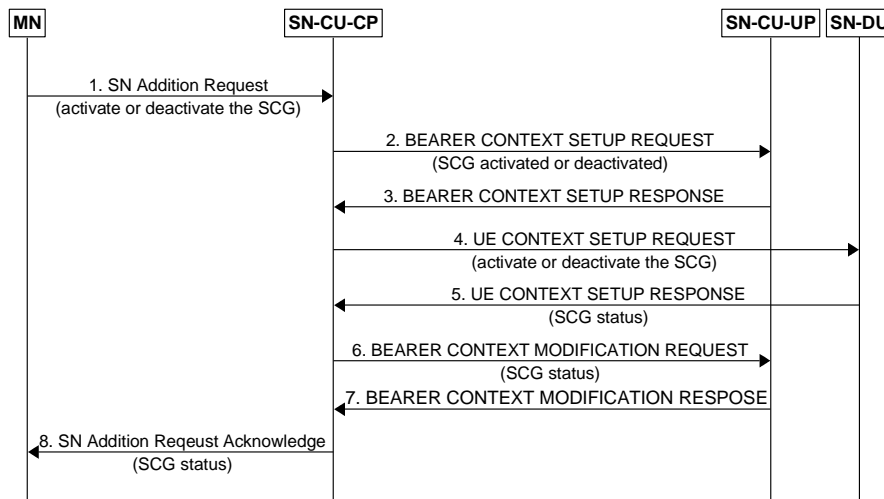 MN
SN-CU-CP
SN-CU-UP
SN-DU
1. SN Addition Request
(activate or deactivate the SCG)
2. BEARER CONTEXT SETUP REQUEST
(SCG activated or deactivated)
3. BEARER CONTEXT SETUP RESPONSE
4. UE CONTEXT SETUP REQUEST
(activate or deactivate the SCG)
5. UE CONTEXT SETUP RESPONSE
(SCG status)
6. BEARER CONTEXT MODIFICATION REQUEST
(SCG status)
7. BEARER CONTEXT MODIFICATION RESPOSE
8. SN Addition Reqeust Acknowledge
(SCG status)